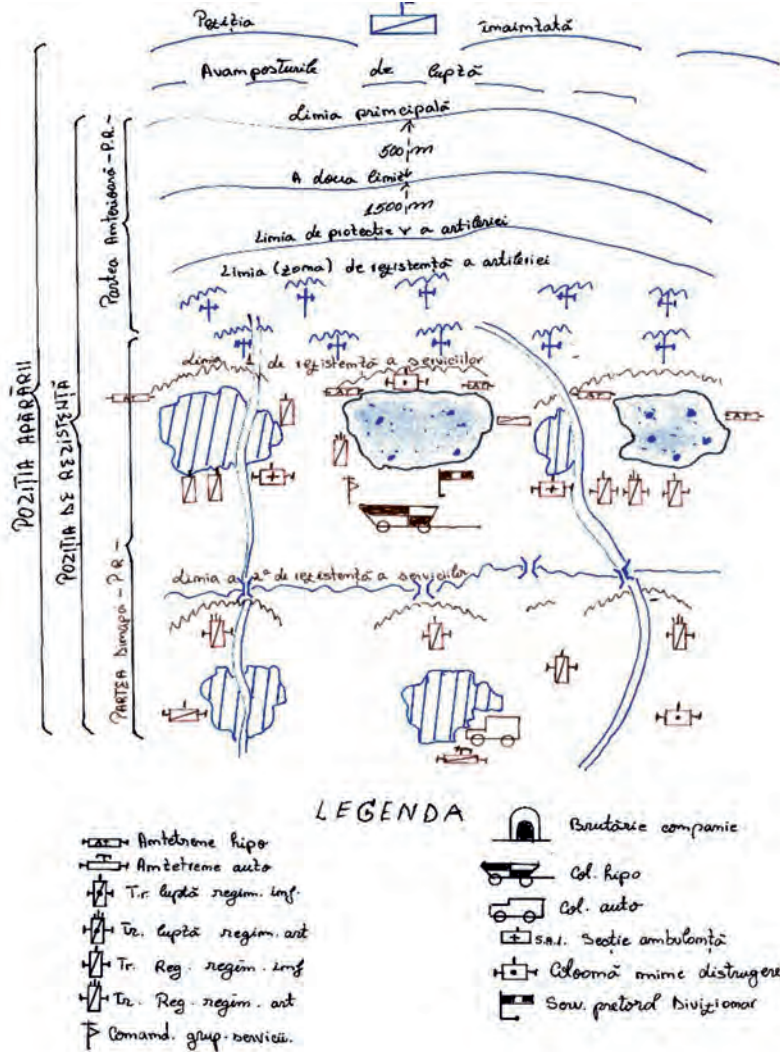 Poziția înaintată
Avamposturile de luptă
Linia principală
500 m
A doua linie
1500 m
Linia de protecție a artileriei
Linia (zona) de rezistență a artileriei
Linia 1 de rezistență a serviciilor
Linia a 2ª de rezistență a serviciilor
POZIȚIA APĂRĂRII
POZIȚIA DE REZISTENȚĂ
Partea Anterioară - P.R. -
PARTEA DINAPOI - P.R. -
LEGENDA
Antetrene hipo
Antetrene auto
Tr. luptă regim. inf.
Tr. luptă regim. art
Tr. Reg. regim. inf
Tr. Reg. regim. art
Comand. grup. servicii.
Brutărie companie
Col. hipo
Col. auto
S.A.I. Secție ambulanță
Coloană mine distrugere
Serv. pretoral Divizionar